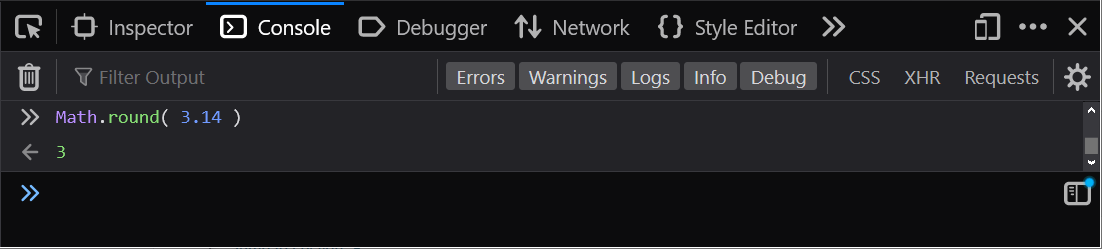 Inspector Console Debugger Network {} Style Editor
Filter Output Errors Warnings Logs Info Debug CSS XHR Requests
Math.round( 3.14 )
3